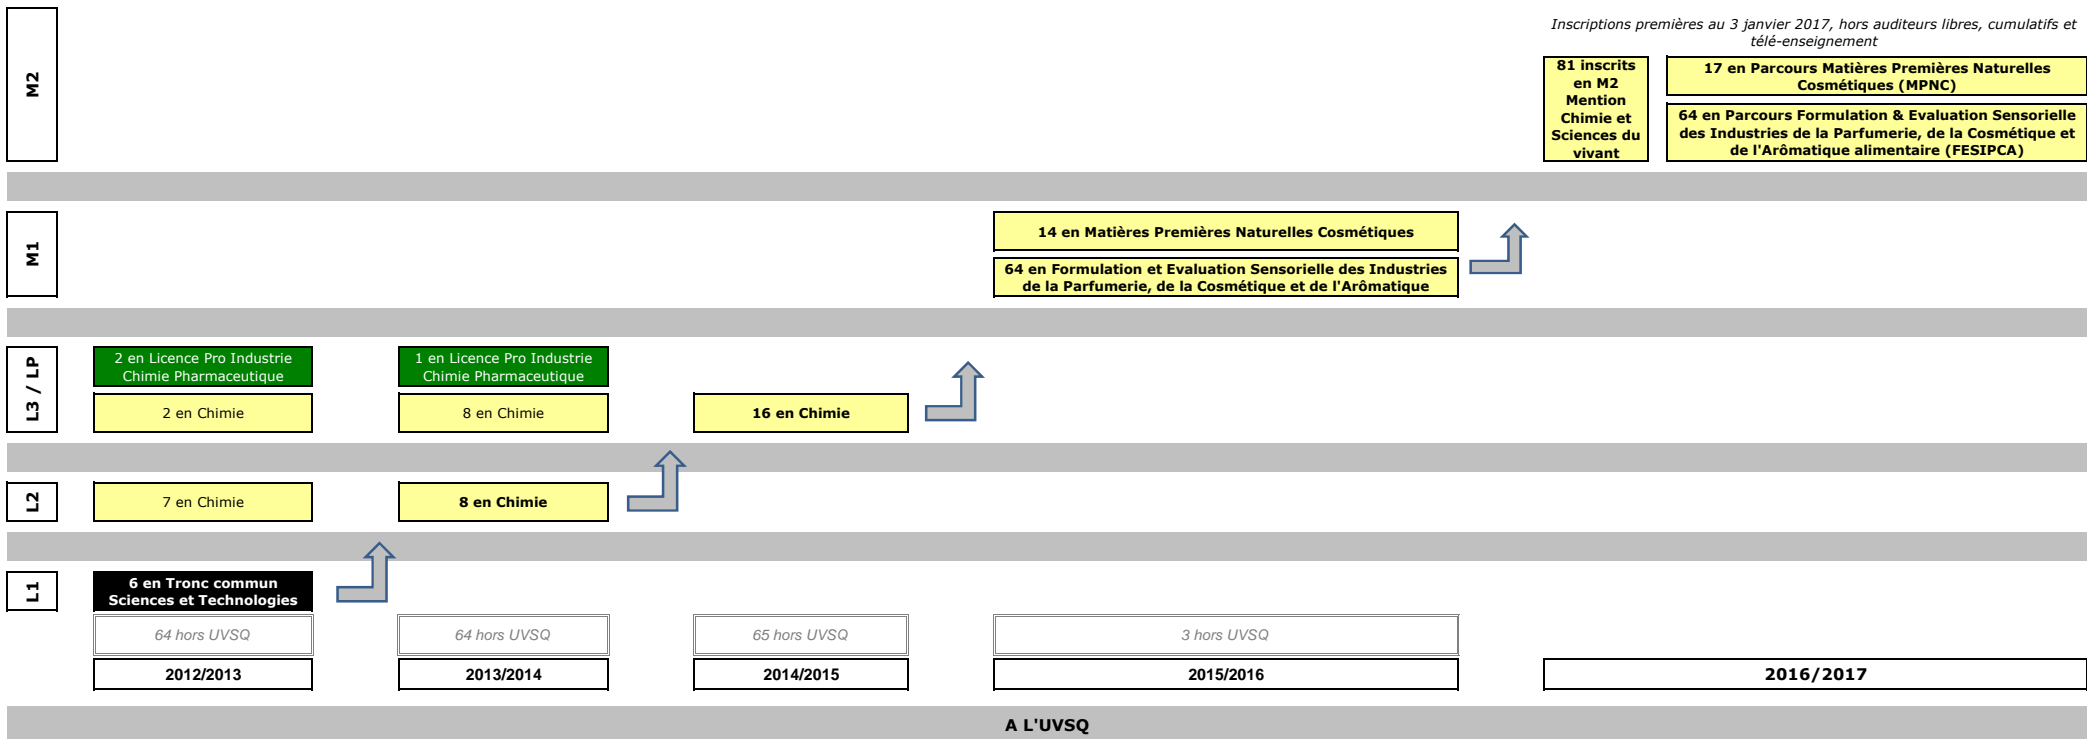 Inscriptions premières au 3 janvier 2017, hors auditeurs libres, cumulatifs et
télé-enseignement
M2
81 inscrits
en M2
Mention
Chimie et
Sciences du
vivant
17 en Parcours Matières Premières Naturelles
Cosmétiques (MPNC)
64 en Parcours Formulation & Evaluation Sensorielle
des Industries de la Parfumerie, de la Cosmétique et
de l'Arômatique alimentaire (FESIPCA)
M1
14 en Matières Premières Naturelles Cosmétiques
64 en Formulation et Evaluation Sensorielle des Industries
de la Parfumerie, de la Cosmétique et de l'Arômatique
L3 / LP
2 en Licence Pro Industrie
Chimie Pharmaceutique
1 en Licence Pro Industrie
Chimie Pharmaceutique
2 en Chimie
8 en Chimie
16 en Chimie
L2
7 en Chimie
8 en Chimie
L1
6 en Tronc commun
Sciences et Technologies
64 hors UVSQ
64 hors UVSQ
65 hors UVSQ
3 hors UVSQ
2012/2013
2013/2014
2014/2015
2015/2016
2016/2017
A L'UVSQ